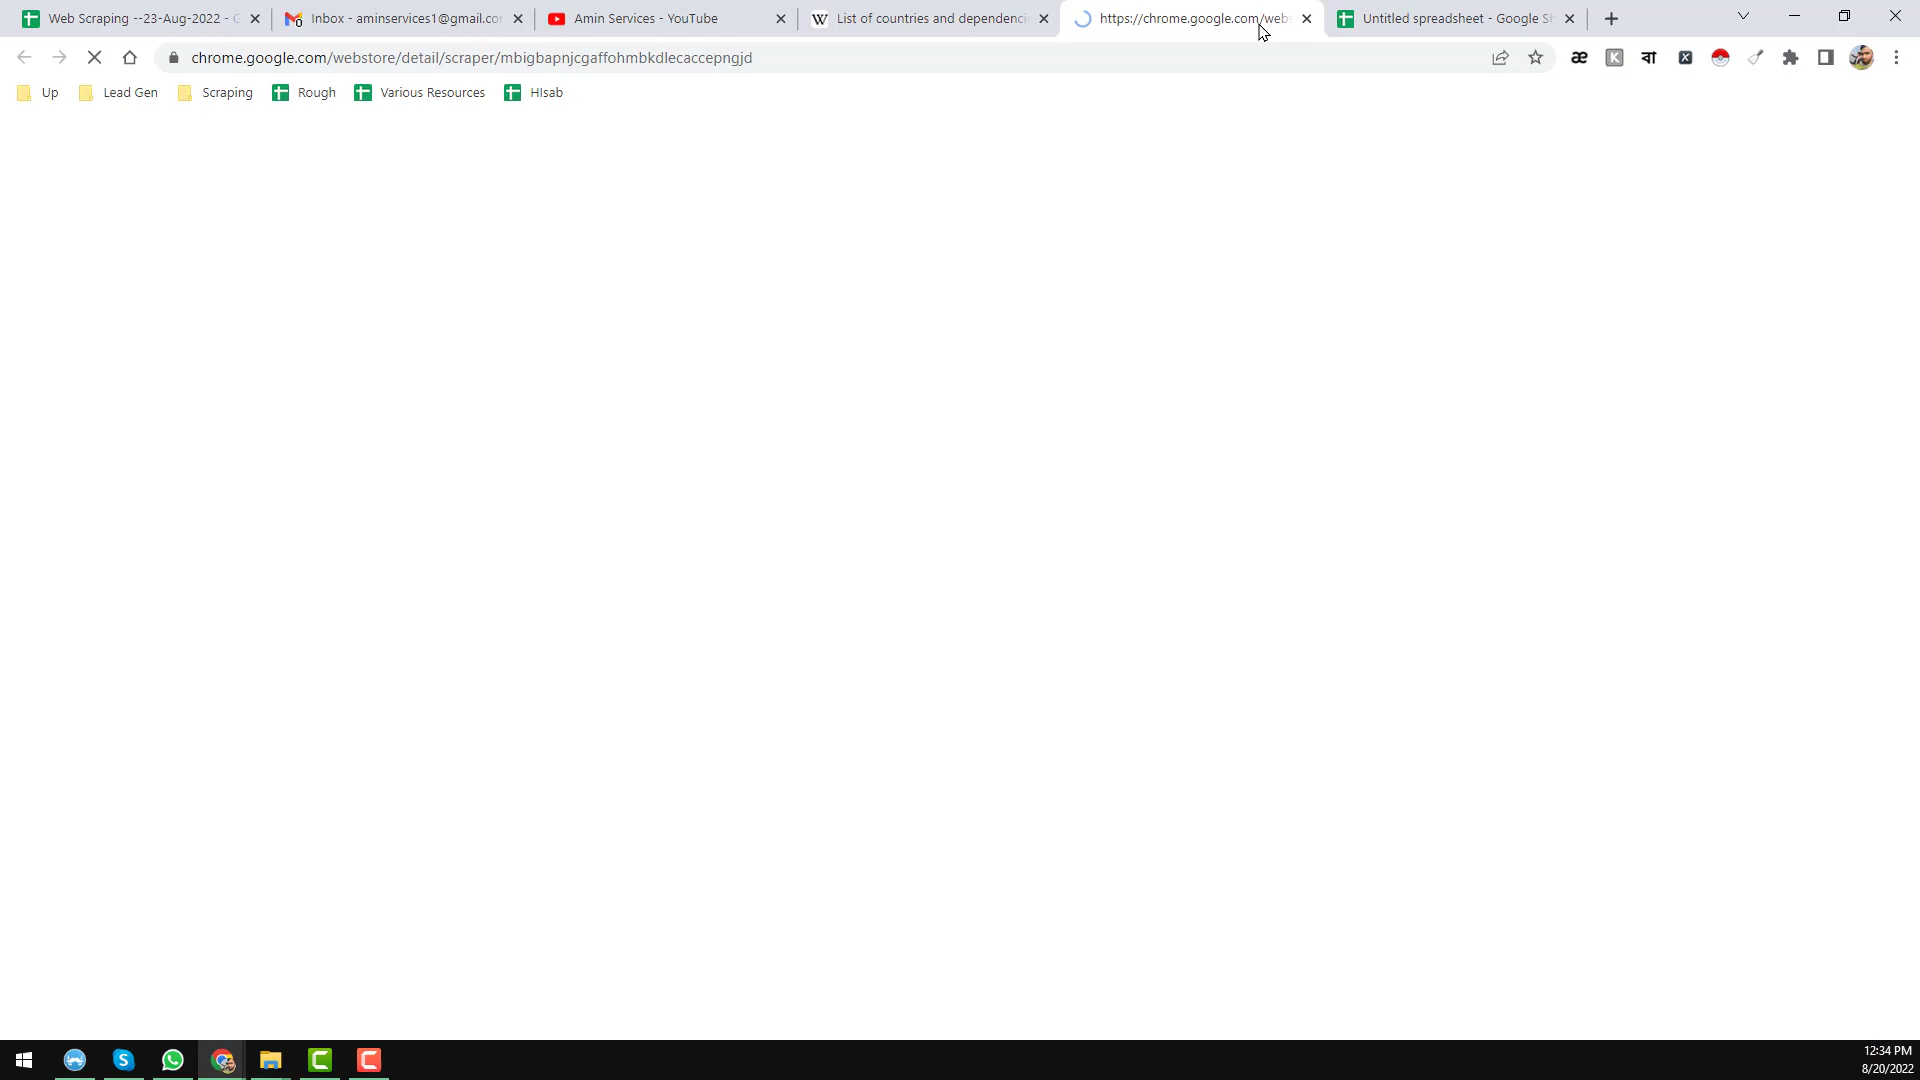 Web Scraping --23-Aug-2022 - G
Inbox - aminservices1@gmail.co
Amin Services - YouTube
W List of countries and dependenci
https://chrome.google.com/webs
Untitled spreadsheet - Google Sh
chrome.google.com/webstore/detail/scraper/mbigbapnjcgaffohmbkdlecaccepngjd
æ K বা X
Up Lead Gen Scraping Rough Various Resources HIsab
12:34 PM
8/20/2022